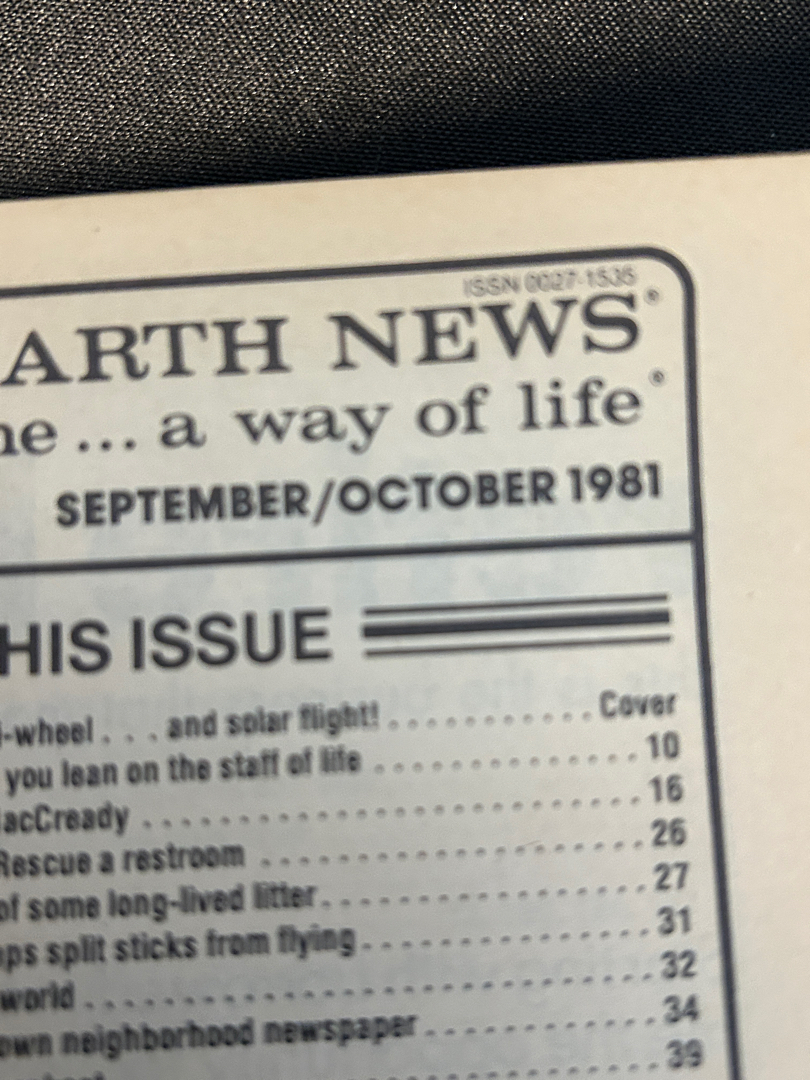 ISSN 0027-1535
ARTH NEWS®
ne ... a way of life®
SEPTEMBER/OCTOBER 1981
HIS ISSUE
i-wheel . . . and solar flight! . . . . . . . . . . . Cover
you lean on the staff of life . . . . . . . . . . . . . . 10
acCready . . . . . . . . . . . . . . . . . . . . . . . . . . 16
Rescue a restroom . . . . . . . . . . . . . . . . . . . . 26
of some long-lived litter . . . . . . . . . . . . . . . . . 27
ps split sticks from flying . . . . . . . . . . . . . . . 31
world . . . . . . . . . . . . . . . . . . . . . . . . . . . . . 32
own neighborhood newspaper . . . . . . . . . . . . 34
. . . . . . . . . . . . . . . . . . . . . . . . . . 39